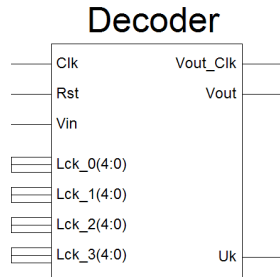 Decoder
Clk Vout_Clk
Rst Vout
Vin
Lck_0(4:0)
Lck_1(4:0)
Lck_2(4:0)
Lck_3(4:0) Uk